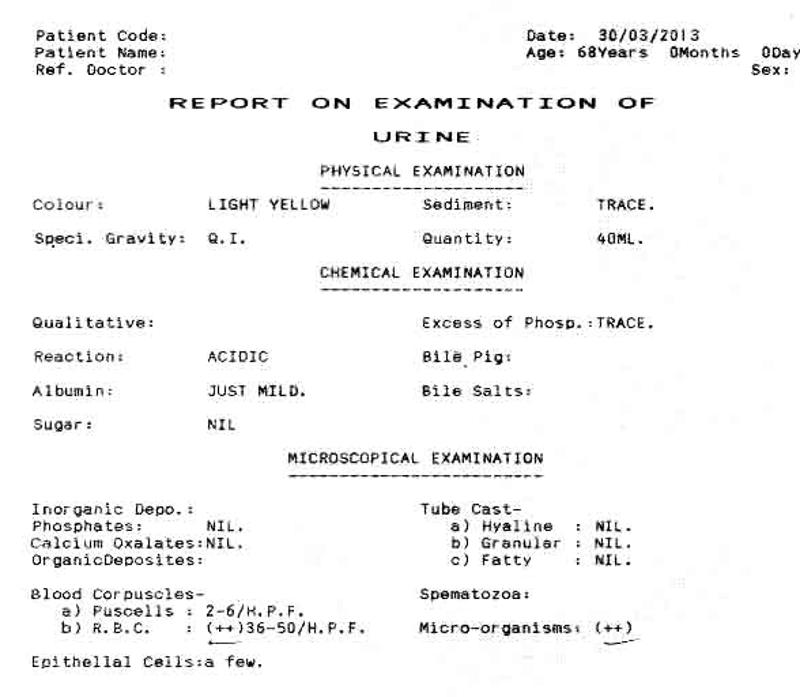 Patient Code: Date: 30/03/2013
Patient Name: Age: 68Years 0Months 0Day
Ref. Doctor : Sex:
REPORT ON EXAMINATION OF
URINE
PHYSICAL EXAMINATION
Colour: LIGHT YELLOW Sediment: TRACE.
Speci. Gravity: Q.I. Quantity: 40ML.
CHEMICAL EXAMINATION
Qualitative: Excess of Phosp.:TRACE.
Reaction: ACIDIC Bile Pig:
Albumin: JUST MILD. Bile Salts:
Sugar: NIL
MICROSCOPICAL EXAMINATION
Inorganic Depo.: Tube Cast-
Phosphates: NIL. a) Hyaline : NIL.
Calcium Oxalates:NIL. b) Granular : NIL.
OrganicDeposites: c) Fatty : NIL.
Blood Corpuscles- Spematozoa:
a) Puscells : 2-6/H.P.F.
b) R.B.C. : (++)36-50/H.P.F. Micro-organisms: (++)
Epithellal Cells:a few.